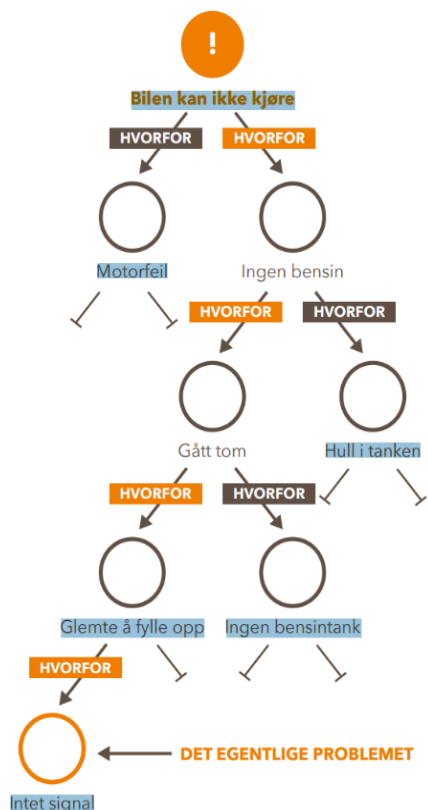 !
Bilen kan ikke kjøre
HVORFOR HVORFOR
Motorfeil Ingen bensin
HVORFOR HVORFOR
Gått tom Hull i tanken
HVORFOR HVORFOR
Glemte å fylle opp Ingen bensintank
HVORFOR
DET EGENTLIGE PROBLEMET
Intet signal